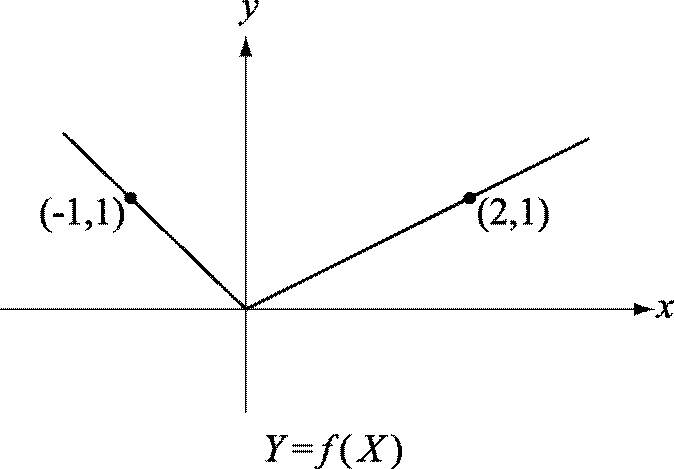 y
(-1,1)
(2,1)
x
Y=f(X)